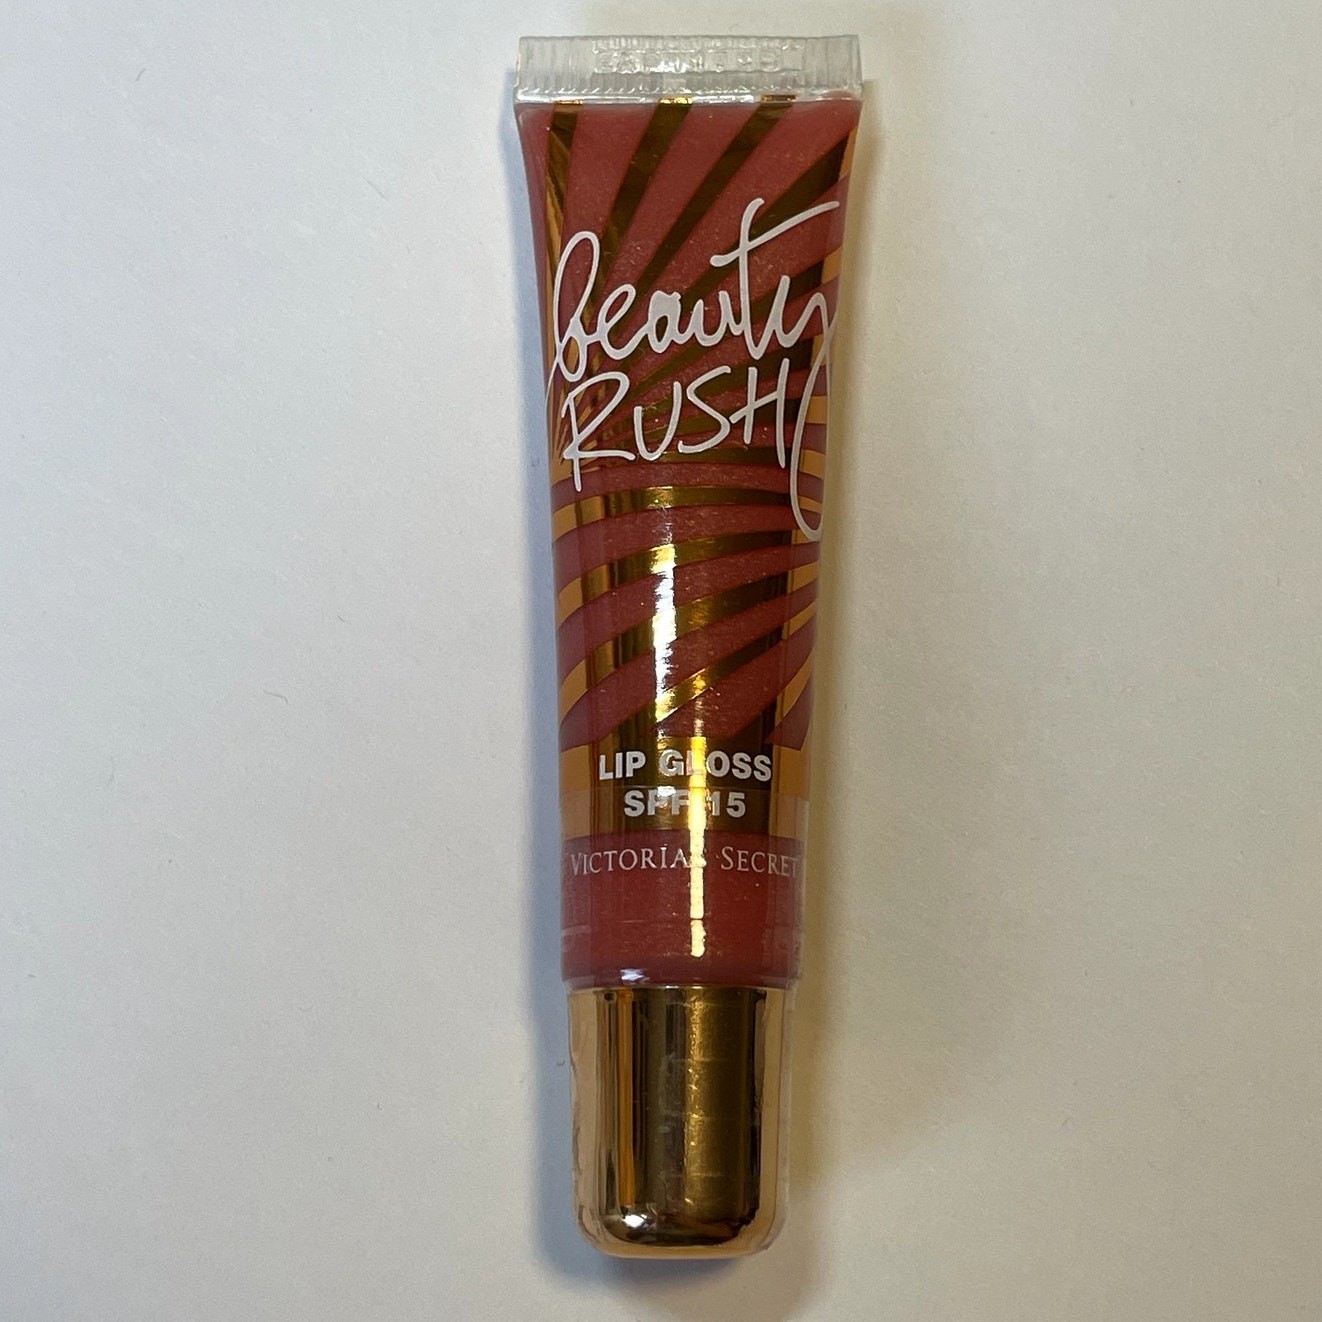 beauty
RUSH
LIP GLOSS
SPF 15
VICTORIA'S SECRET